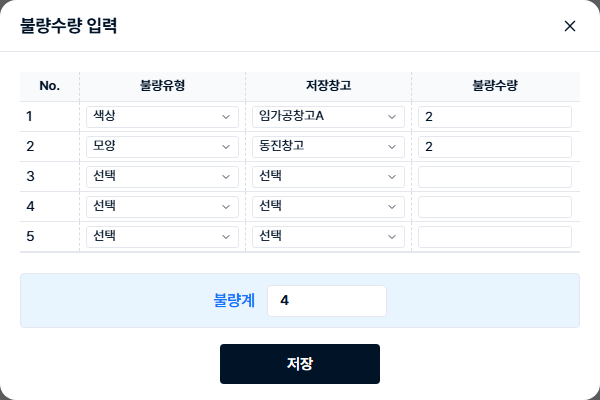 불량수량 입력
No. 불량유형 저장창고 불량수량
1 색상 임가공창고A 2
2 모양 동진창고 2
3 선택 선택
4 선택 선택
5 선택 선택
불량계 4
저장